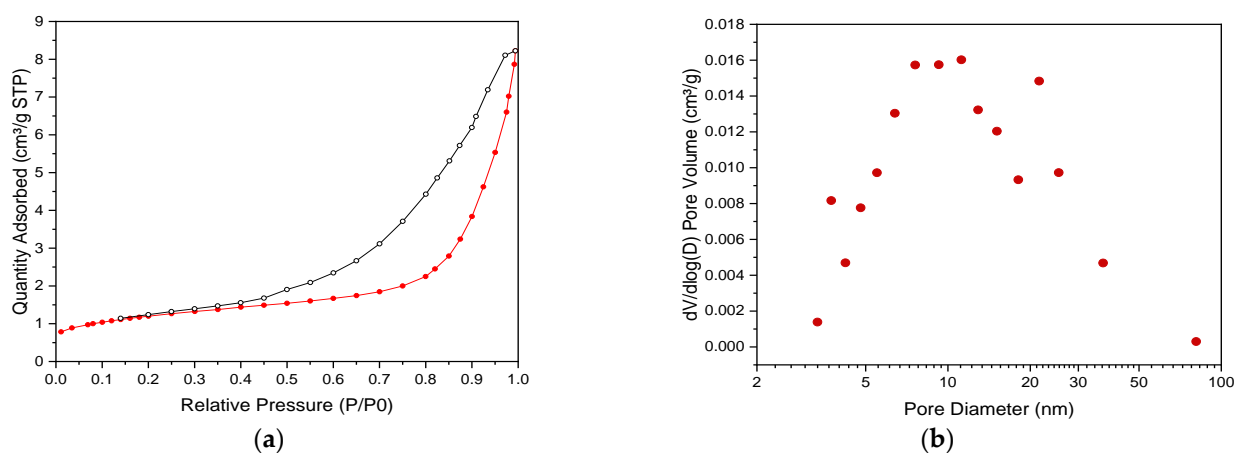 9
8
7
6
5
4
3
2
1
0
Quantity Adsorbed (cm³/g STP)
0.0 0.1 0.2 0.3 0.4 0.5 0.6 0.7 0.8 0.9 1.0
Relative Pressure (P/P0)
(a)
0.018
0.016
0.014
0.012
0.010
0.008
0.006
0.004
0.002
0.000
dV/dlog(D) Pore Volume (cm³/g)
2 5 10 20 30 50 100
Pore Diameter (nm)
(b)